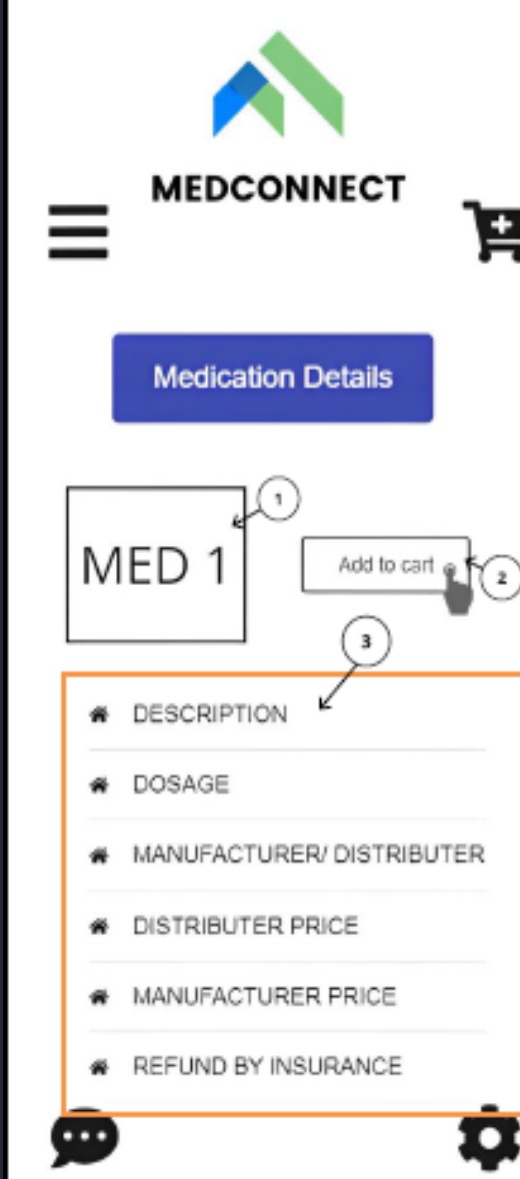 MEDCONNECT
Medication Details
1
MED 1
Add to cart
2
3
DESCRIPTION
DOSAGE
MANUFACTURER/ DISTRIBUTER
DISTRIBUTER PRICE
MANUFACTURER PRICE
REFUND BY INSURANCE